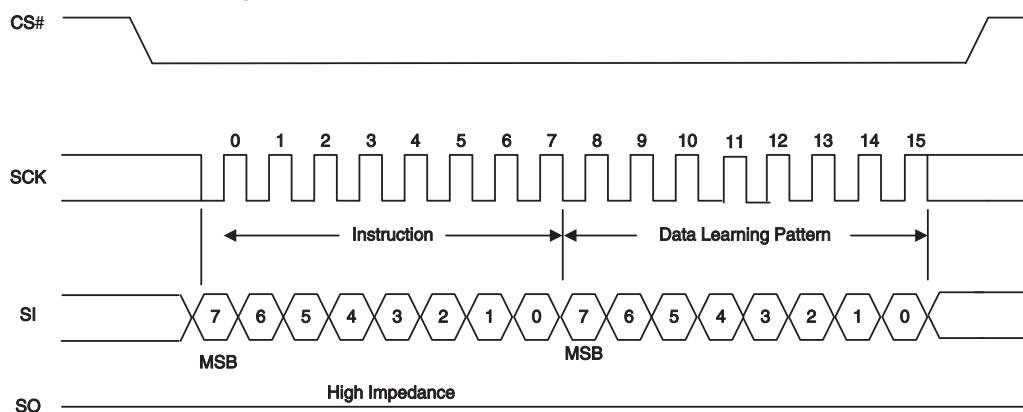 CS#
0 1 2 3 4 5 6 7 8 9 10 11 12 13 14 15
SCK
Instruction Data Learning Pattern
SI 7 6 5 4 3 2 1 0 7 6 5 4 3 2 1 0
MSB MSB
High Impedance
SO